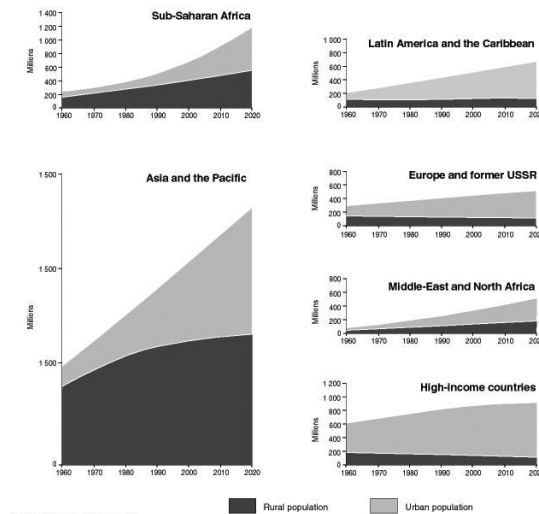 Sub-Saharan Africa
Millions
1 400
1 200
1 000
800
600
400
200
0
1960 1970 1980 1990 2000 2010 2020
Asia and the Pacific
Millions
1 500
1 500
1 500
0
1960 1970 1980 1990 2000 2010 2020
Latin America and the Caribbean
Millions
1 000
800
600
400
200
0
1960 1970 1980 1990 2000 2010 202
Europe and former USSR
Millions
800
600
400
200
0
1960 1970 1980 1990 2000 2010 202
Middle-East and North Africa
Millions
800
600
400
200
0
1960 1970 1980 1990 2000 2010 202
High-income countries
Millions
1 200
1 000
800
600
400
200
0
1960 1970 1980 1990 2000 2010 202
Rural population Urban population